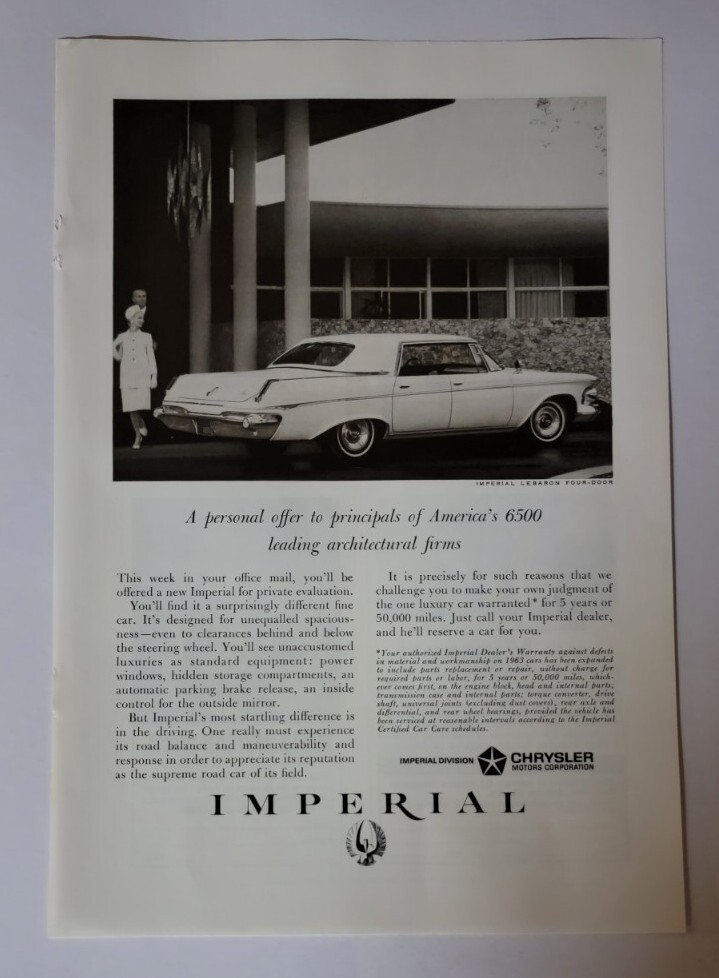 IMPERIAL LEBARON FOUR-DOOR
A personal offer to principals of America's 6500
leading architectural firms
This week in your office mail, you'll be
offered a new Imperial for private evaluation.
You'll find it a surprisingly different fine
car. It's designed for unequalled spacious-
ness—even to clearances behind and below
the steering wheel. You'll see unaccustomed
luxuries as standard equipment: power
windows, hidden storage compartments, an
automatic parking brake release, an inside
control for the outside mirror.
But Imperial's most startling difference is
in the driving. One really must experience
its road balance and maneuverability and
response in order to appreciate its reputation
as the supreme road car of its field.
It is precisely for such reasons that we
challenge you to make your own judgment of
the one luxury car warranted* for 5 years or
50,000 miles. Just call your Imperial dealer,
and he'll reserve a car for you.
*Your authorized Imperial Dealer's Warranty against defects
in material and workmanship on 1963 cars has been expanded
to include parts replacement or repair, without charge for
required parts or labor, for 5 years or 50,000 miles, which-
ever comes first, on the engine block, head and internal parts;
transmission case and internal parts; torque converter, drive
shaft, universal joints (excluding dust covers), rear axle and
differential, and rear wheel bearings, provided the vehicle has
been serviced at reasonable intervals according to the Imperial
Certified Car Care schedules.
IMPERIAL DIVISION CHRYSLER
MOTORS CORPORATION
IMPERIAL